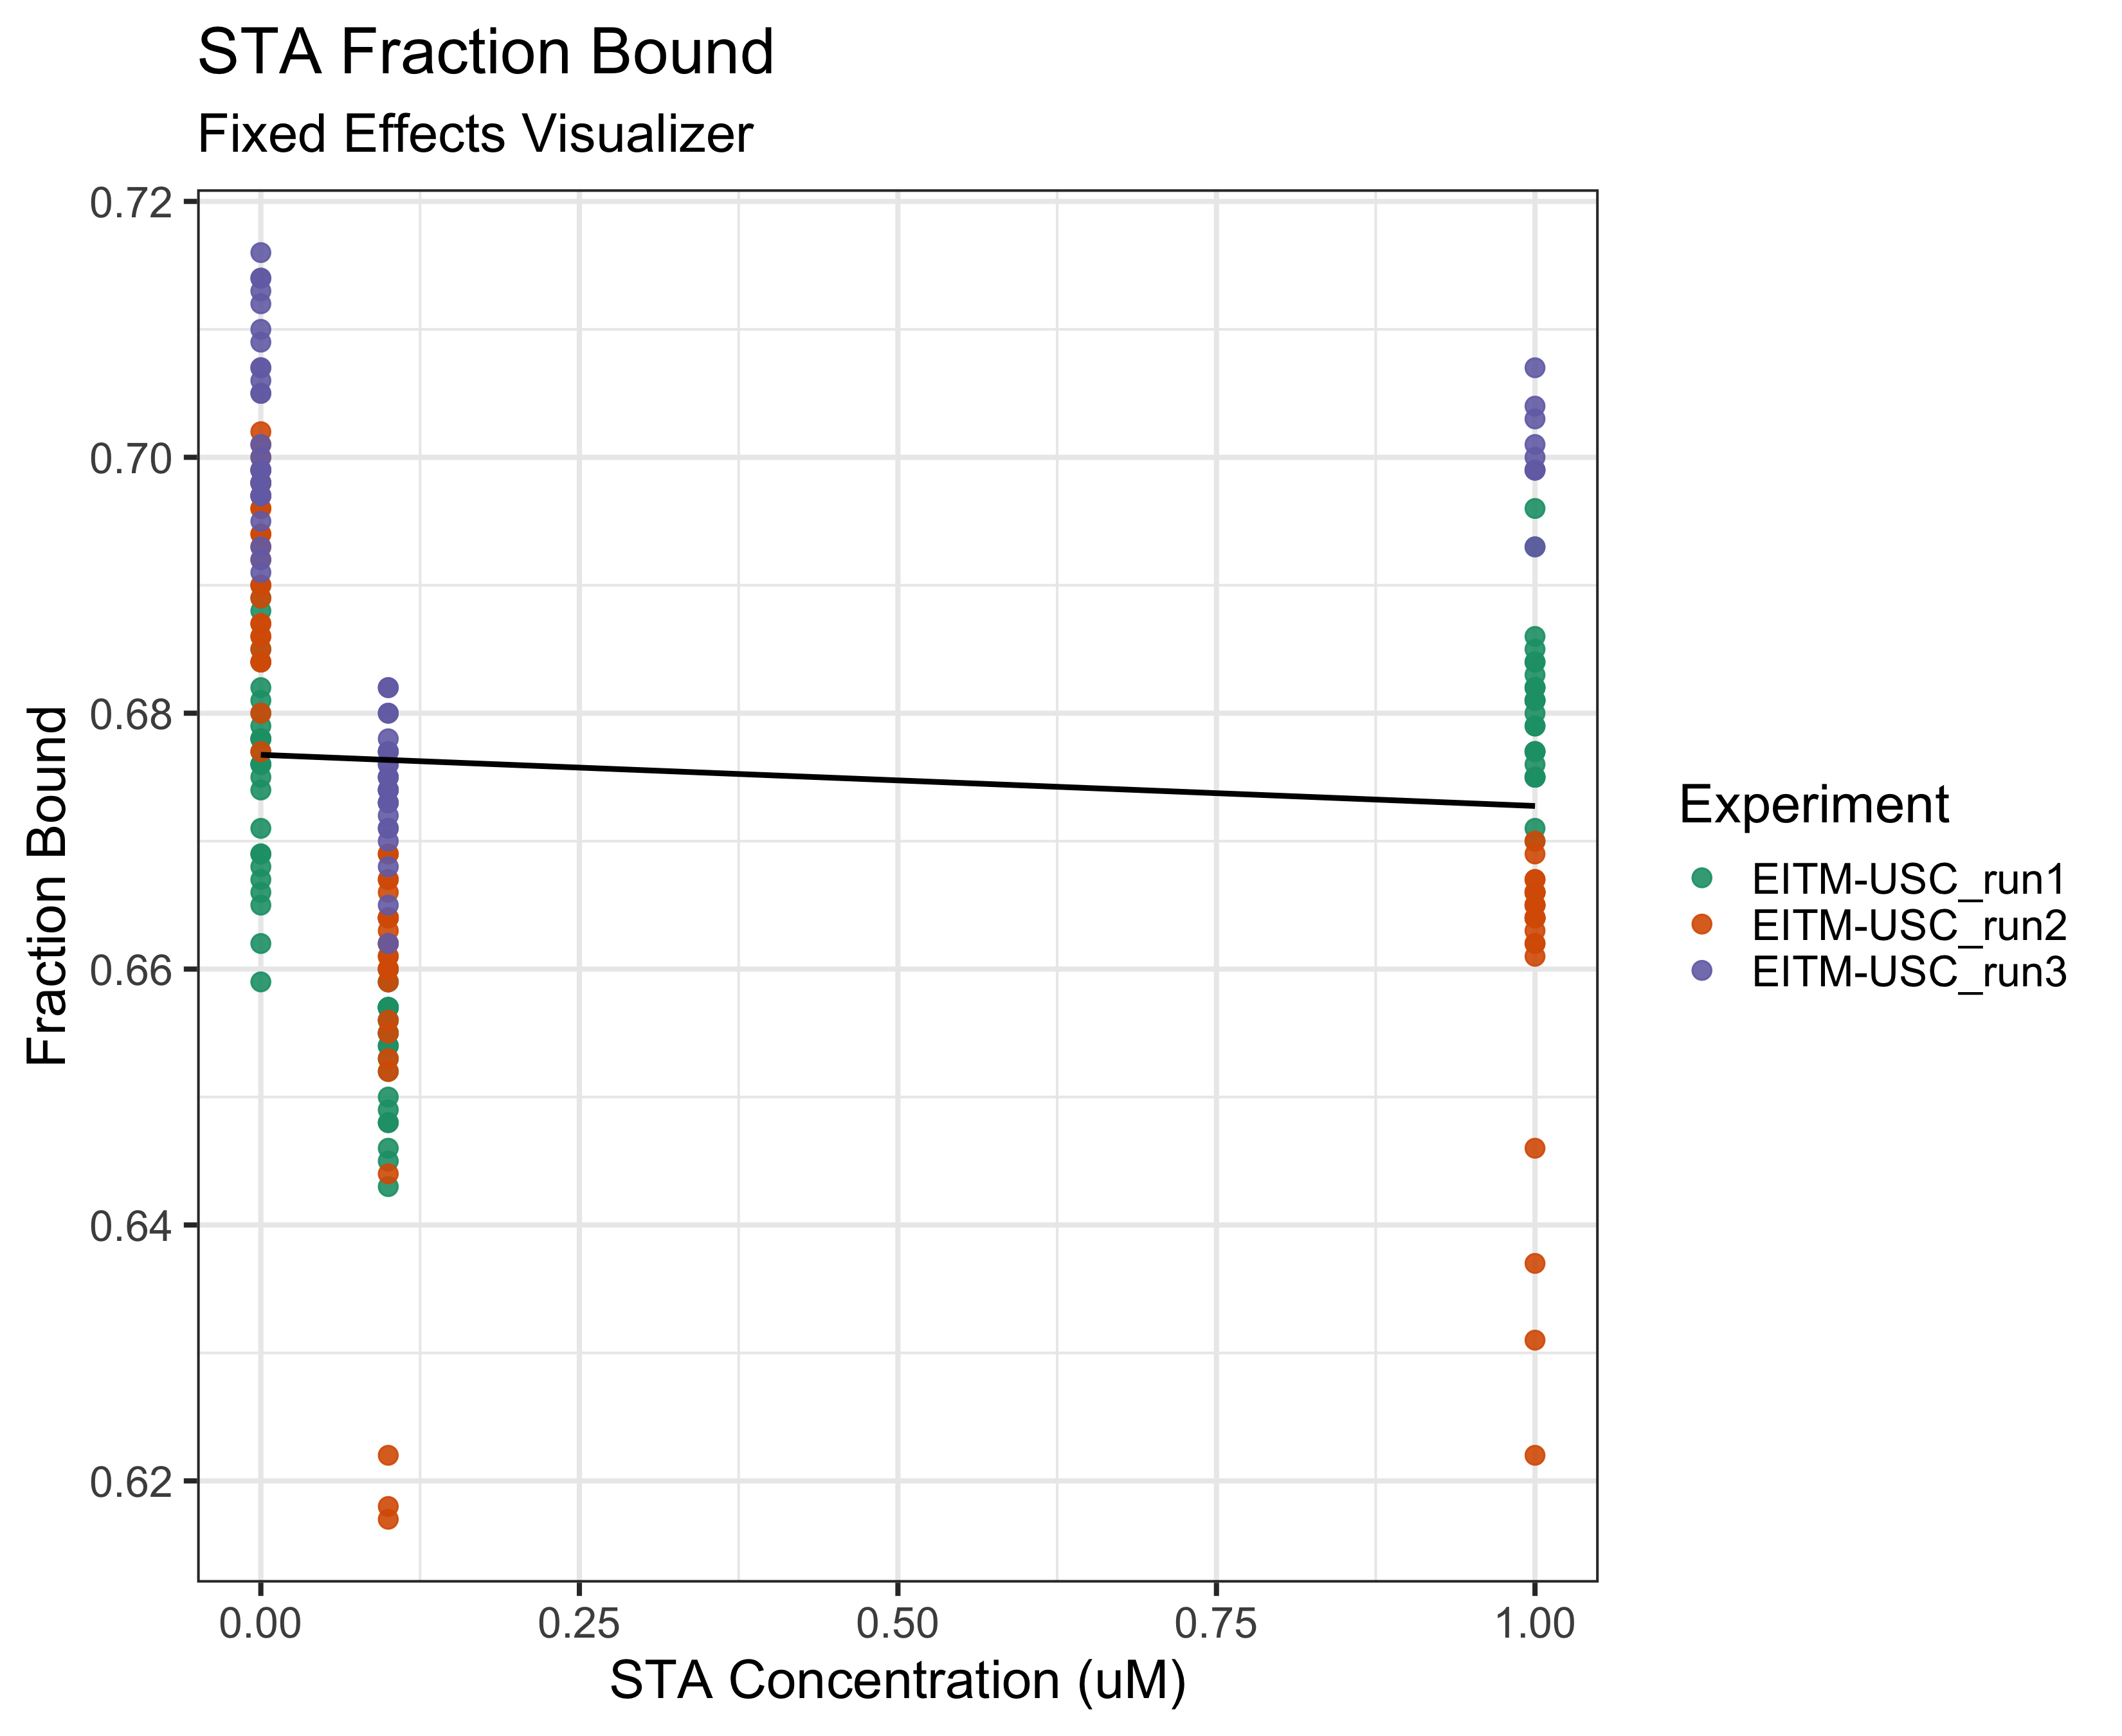 STA Fraction Bound
Fixed Effects Visualizer
Fraction Bound
0.72
0.70
0.68
0.66
0.64
0.62
0.00 0.25 0.50 0.75 1.00
STA Concentration (uM)
Experiment
EITM-USC_run1
EITM-USC_run2
EITM-USC_run3